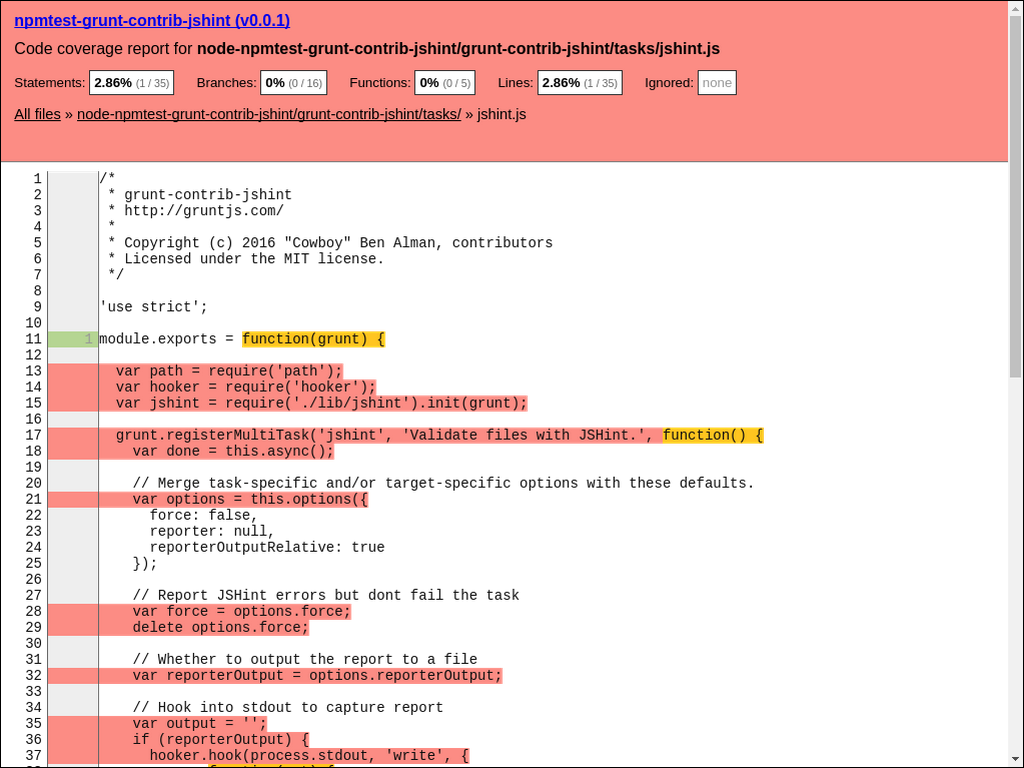 npmtest-grunt-contrib-jshint (v0.0.1)
Code coverage report for node-npmtest-grunt-contrib-jshint/grunt-contrib-jshint/tasks/jshint.js
Statements: 2.86% (1 / 35) Branches: 0% (0 / 16) Functions: 0% (0 / 5) Lines: 2.86% (1 / 35) Ignored: none
All files » node-npmtest-grunt-contrib-jshint/grunt-contrib-jshint/tasks/ » jshint.js
1 /*
2  * grunt-contrib-jshint
3  * http://gruntjs.com/
4  *
5  * Copyright (c) 2016 "Cowboy" Ben Alman, contributors
6  * Licensed under the MIT license.
7  */
8
9 'use strict';
10
11 1 module.exports = function(grunt) {
12
13   var path = require('path');
14   var hooker = require('hooker');
15   var jshint = require('./lib/jshint').init(grunt);
16
17   grunt.registerMultiTask('jshint', 'Validate files with JSHint.', function() {
18     var done = this.async();
19
20     // Merge task-specific and/or target-specific options with these defaults.
21     var options = this.options({
22       force: false,
23       reporter: null,
24       reporterOutputRelative: true
25     });
26
27     // Report JSHint errors but dont fail the task
28     var force = options.force;
29     delete options.force;
30
31     // Whether to output the report to a file
32     var reporterOutput = options.reporterOutput;
33
34     // Hook into stdout to capture report
35     var output = '';
36     if (reporterOutput) {
37       hooker.hook(process.stdout, 'write', {